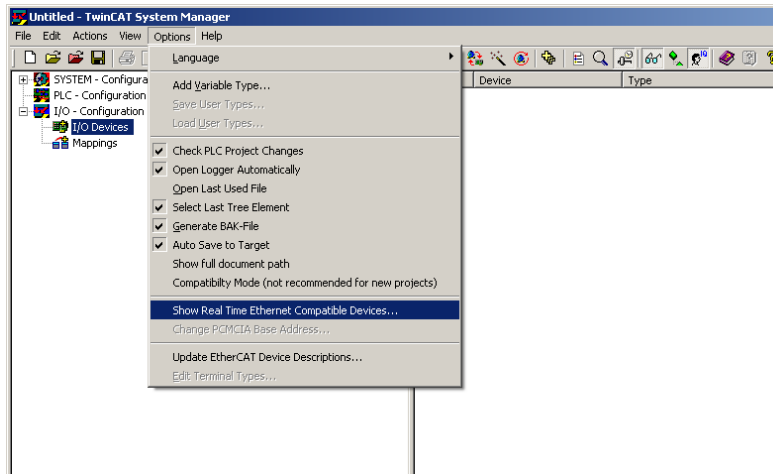 Untitled - TwinCAT System Manager
File Edit Actions View Options Help
Language
Device Type
SYSTEM - Configura
PLC - Configuration
I/O - Configuration
I/O Devices
Mappings
Add Variable Type...
Save User Types...
Load User Types...
Check PLC Project Changes
Open Logger Automatically
Open Last Used File
Select Last Tree Element
Generate BAK-File
Auto Save to Target
Show full document path
Compatibilty Mode (not recommended for new projects)
Show Real Time Ethernet Compatible Devices...
Change PCMCIA Base Address...
Update EtherCAT Device Descriptions...
Edit Terminal Types...